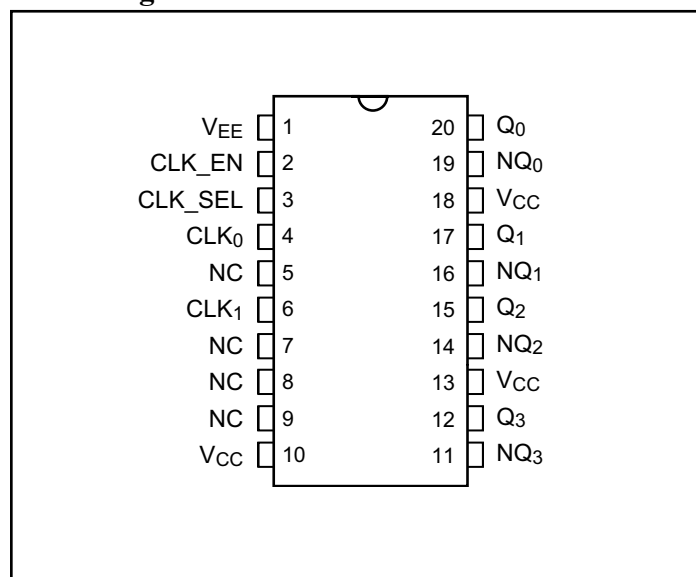 g
VEE 1 20 Q0
CLK_EN 2 19 NQ0
CLK_SEL 3 18 VCC
CLK0 4 17 Q1
NC 5 16 NQ1
CLK1 6 15 Q2
NC 7 14 NQ2
NC 8 13 VCC
NC 9 12 Q3
VCC 10 11 NQ3